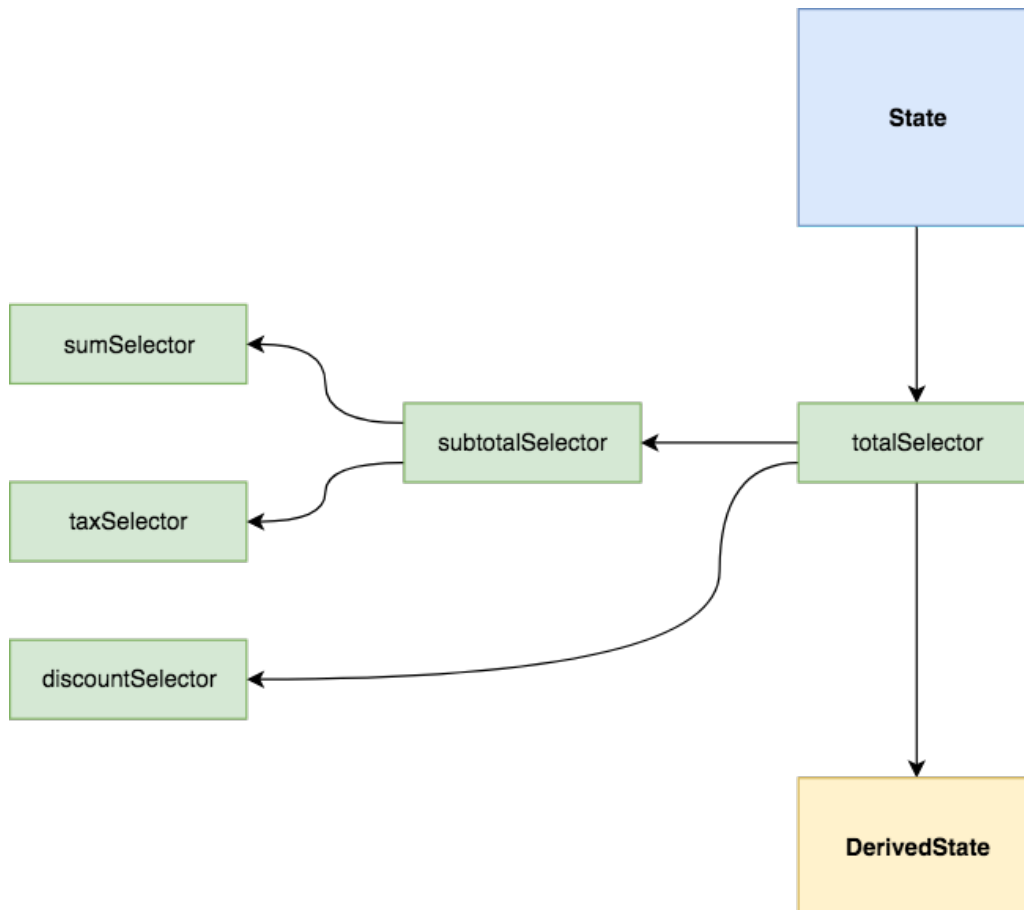 State
sumSelector
subtotalSelector
totalSelector
taxSelector
discountSelector
DerivedState